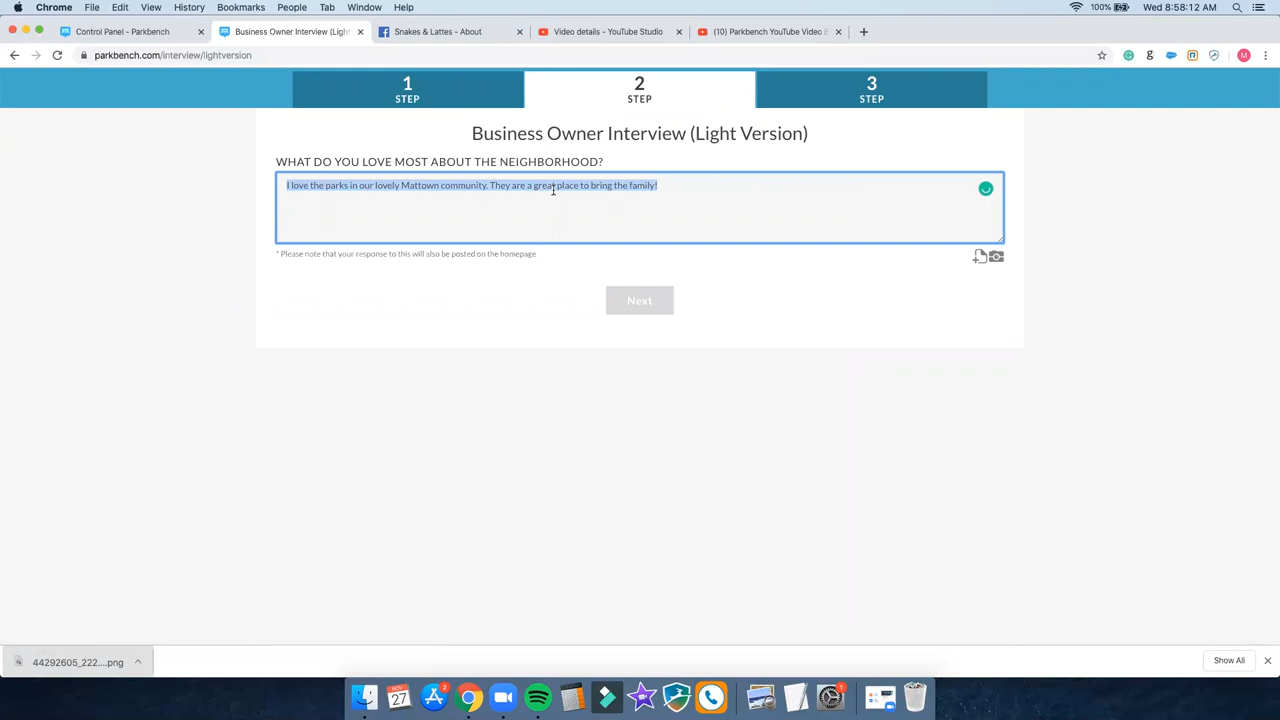 Chrome File Edit View History Bookmarks People Tab Window Help 100% Wed 8:58:12 AM
Control Panel - Parkbench Business Owner Interview (Ligh Snakes & Lattes - About Video details - YouTube Studio (10) Parkbench YouTube Video
parkbench.com/interview/lightversion
1 2 3
STEP STEP STEP
Business Owner Interview (Light Version)
WHAT DO YOU LOVE MOST ABOUT THE NEIGHBORHOOD?
I love the parks in our lovely Mattown community. They are a great place to bring the family!
* Please note that your response to this will also be posted on the homepage
Next
44292605_222....png Show All
NOV 27 2 1